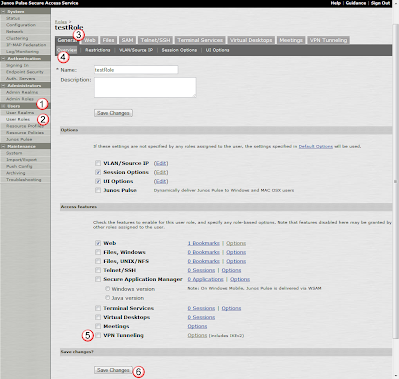 Junos Pulse Secure Access Service
Help | Guidance | Sign Out
System
Status
Configuration
Network
Clustering
IF-MAP Federation
Log/Monitoring
Authentication
Signing In
Endpoint Security
Auth. Servers
Administrators
Admin Realms
Admin Roles
1
Users
User Realms
2
User Roles
Resource Profiles
Resource Policies
Junos Pulse
Maintenance
System
Import/Export
Push Config
Archiving
Troubleshooting
Roles >
testRole
3
General Web Files SAM Telnet/SSH Terminal Services Virtual Desktops Meetings VPN Tunneling
Overview | Restrictions | VLAN/Source IP | Session Options | UI Options
4
* Name: testRole
Description:
Save Changes
Options
If these settings are not specified by any roles assigned to the user, the settings specified in Default Options will be used.
VLAN/Source IP (Edit)
Session Options (Edit)
UI Options (Edit)
Junos Pulse Dynamically deliver Junos Pulse to Windows and MAC OSX users
Access features
Check the features to enable for this user role, and specify any role-based options. Note that features disabled here may be granted by
other roles assigned to the user.
Web 1 Bookmarks | Options
Files, Windows 0 Bookmarks | Options
Files, UNIX/NFS 0 Bookmarks | Options
Telnet/SSH 0 Sessions | Options
Secure Application Manager 0 Applications | Options
Windows version Note: On Windows Mobile, Junos Pulse is delivered via WSAM
Java version
Terminal Services 0 Sessions | Options
Virtual Desktops 0 Sessions
Meetings Options
5 VPN Tunneling Options (includes IKEv2)
Save changes?
Save Changes 6